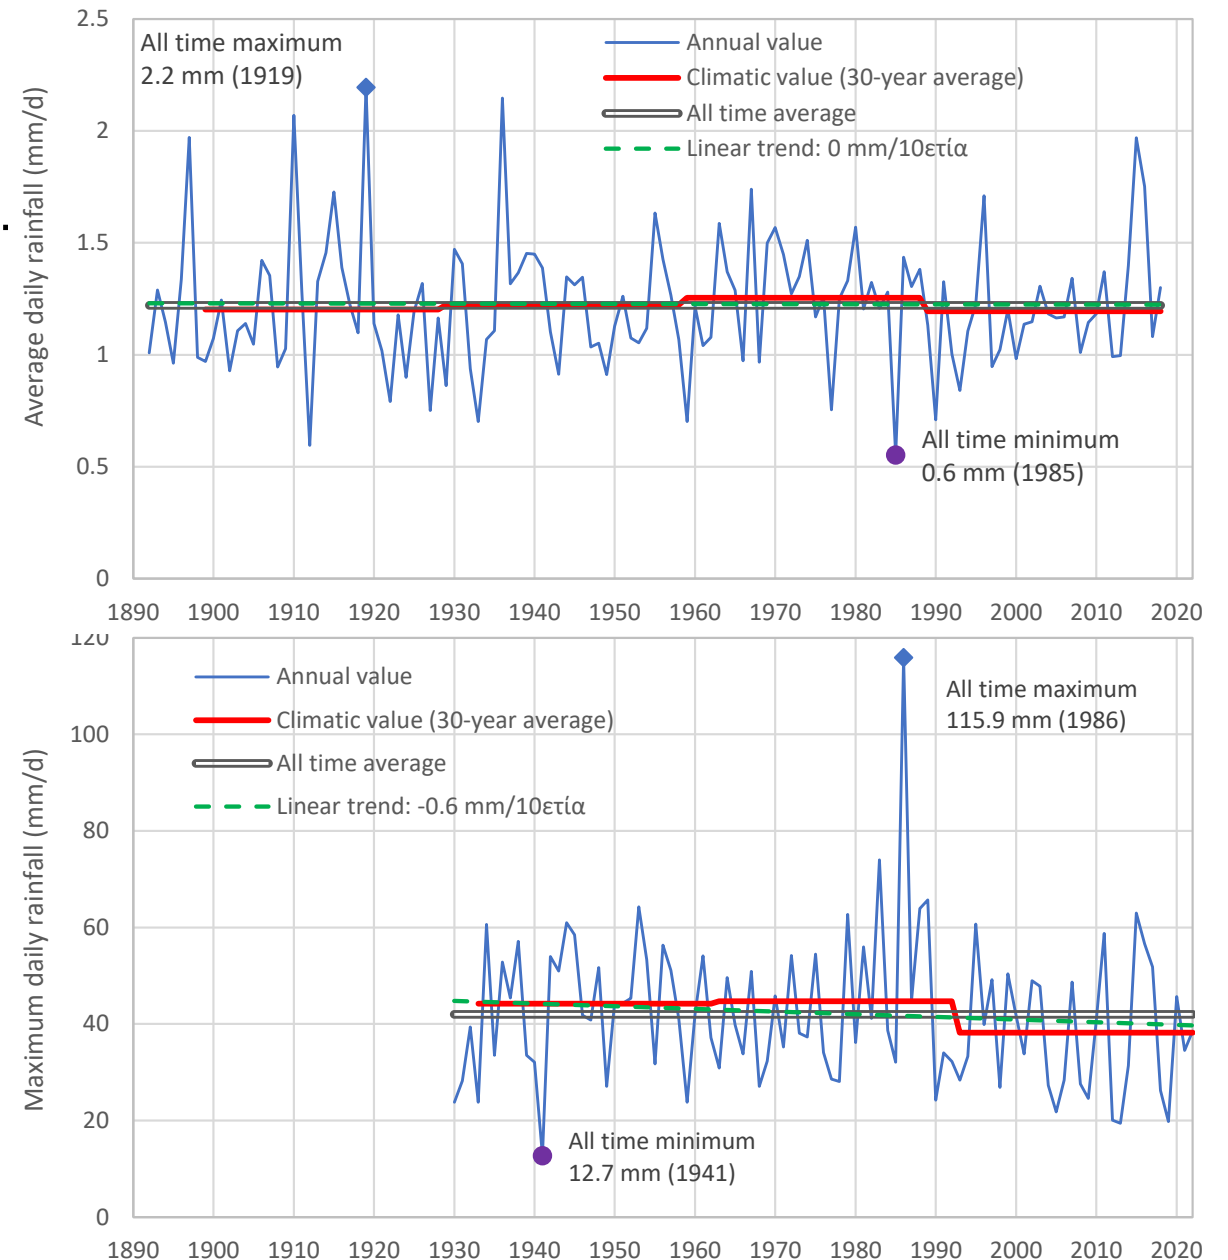 2.5
2
1.5
1
0.5
0
Average daily rainfall (mm/d)
All time maximum
2.2 mm (1919)
Annual value
Climatic value (30-year average)
All time average
Linear trend: 0 mm/10ετία
All time minimum
0.6 mm (1985)
1890 1900 1910 1920 1930 1940 1950 1960 1970 1980 1990 2000 2010 2020
120
100
80
60
40
20
0
Maximum daily rainfall (mm/d)
Annual value
Climatic value (30-year average)
All time average
Linear trend: -0.6 mm/10ετία
All time maximum
115.9 mm (1986)
All time minimum
12.7 mm (1941)
1890 1900 1910 1920 1930 1940 1950 1960 1970 1980 1990 2000 2010 2020